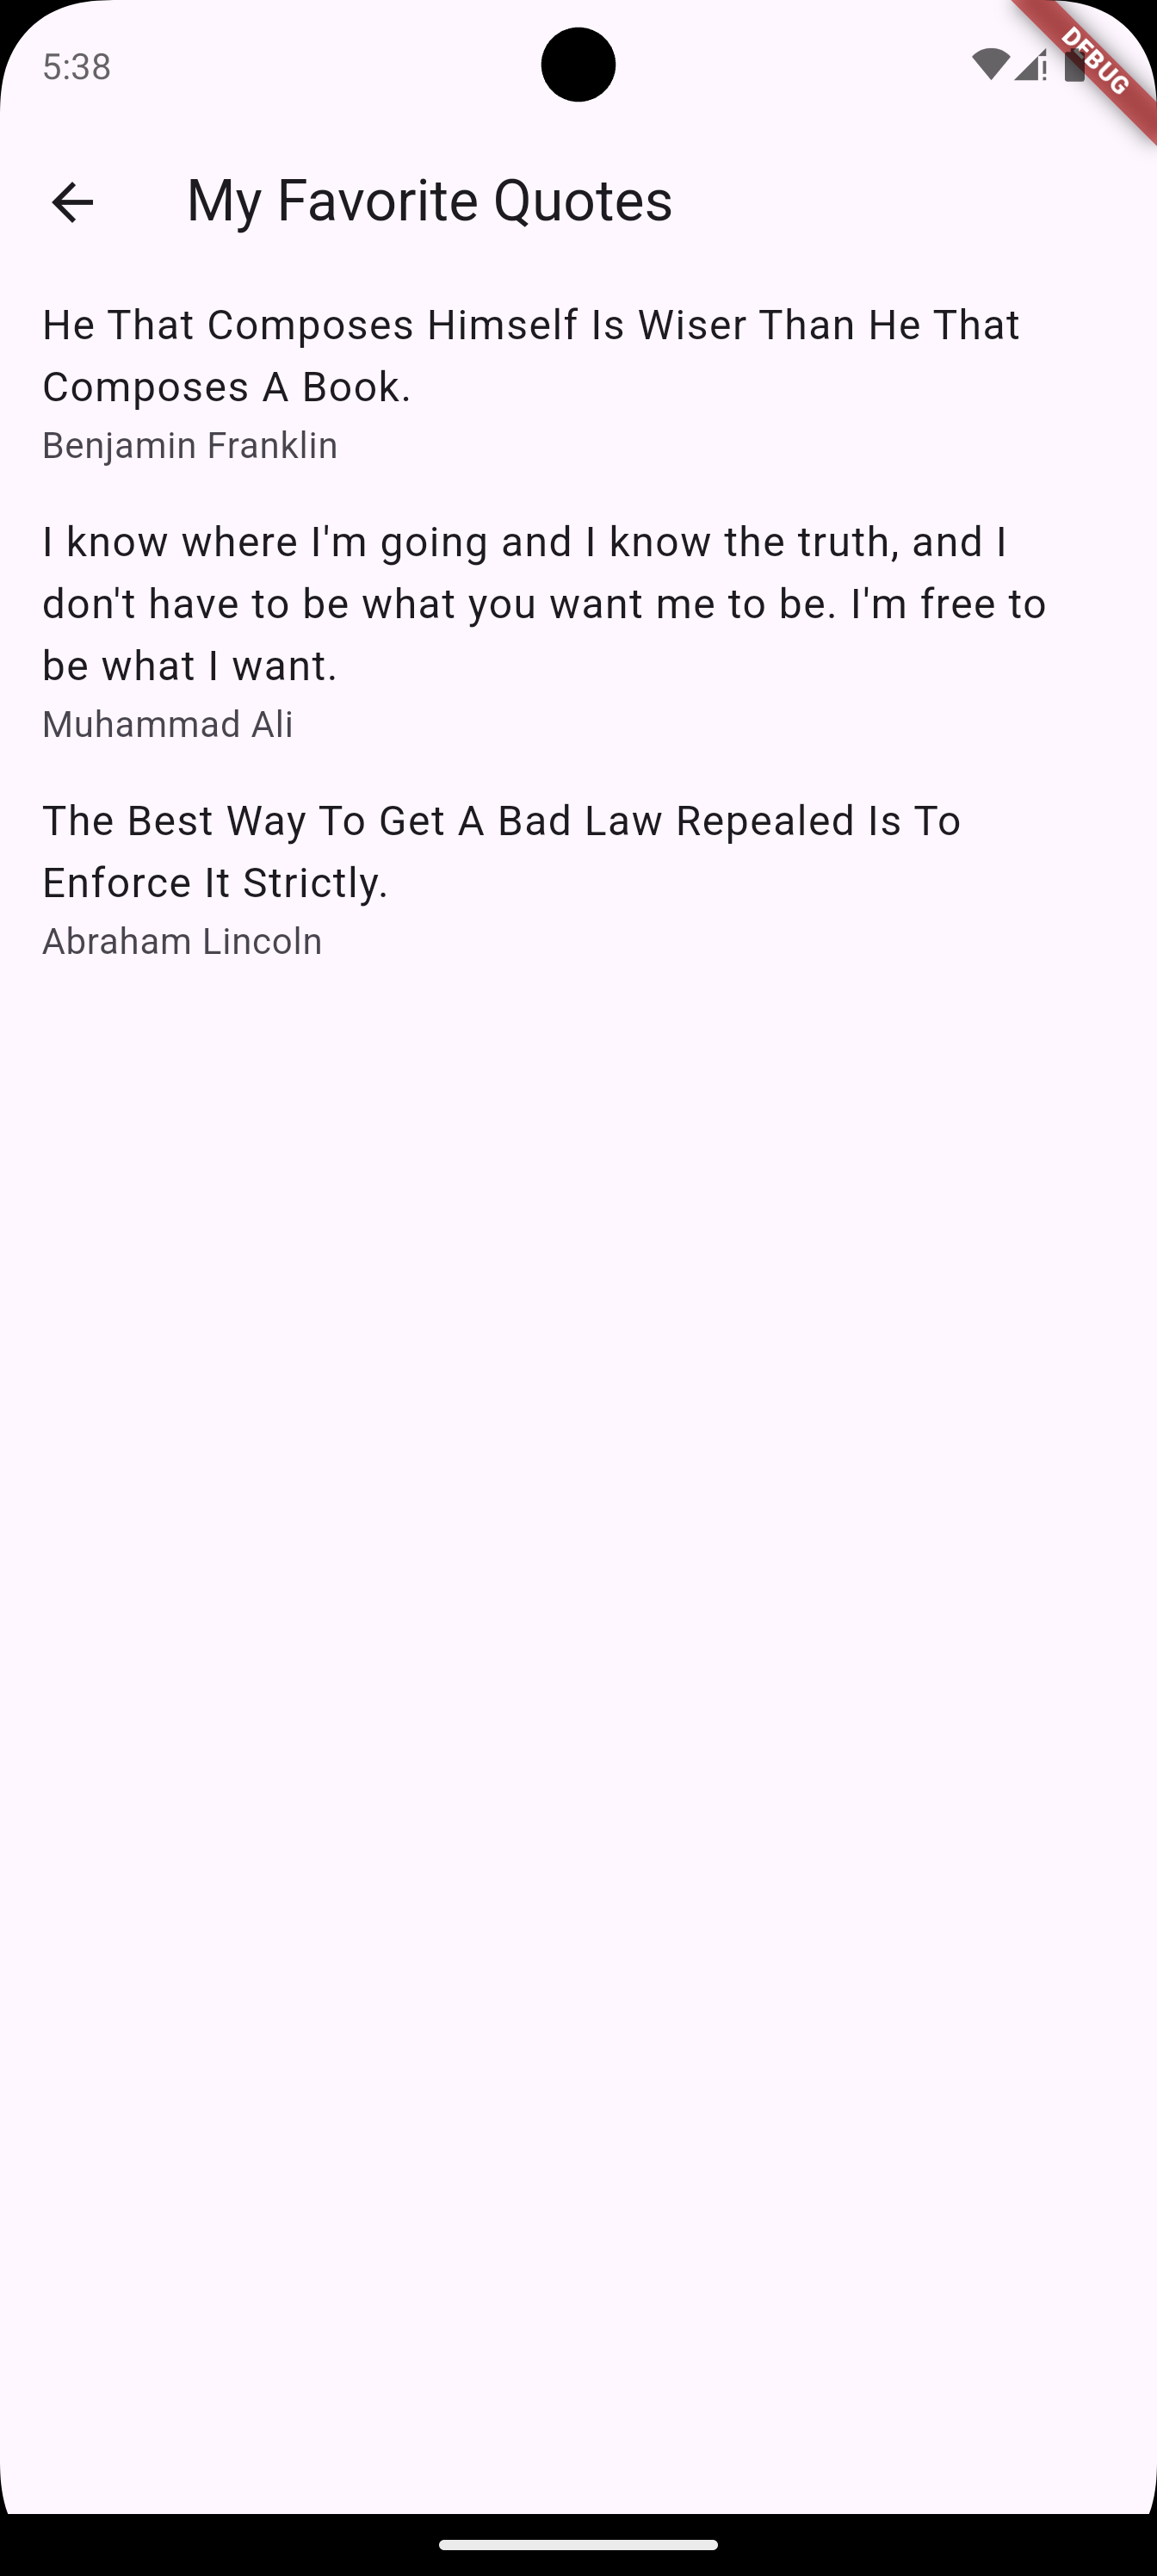 5:38
DEBUG
My Favorite Quotes
He That Composes Himself Is Wiser Than He That
Composes A Book.
Benjamin Franklin
I know where I'm going and I know the truth, and I
don't have to be what you want me to be. I'm free to
be what I want.
Muhammad Ali
The Best Way To Get A Bad Law Repealed Is To
Enforce It Strictly.
Abraham Lincoln